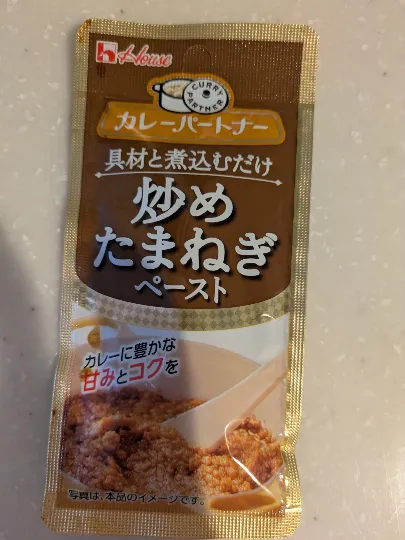 House
CURRY PARTNER
カレーパートナー
具材と煮込むだけ
炒め
たまねぎ
ペースト
カレーに豊かな
甘みとコクを
写真は、本品のイメージです。